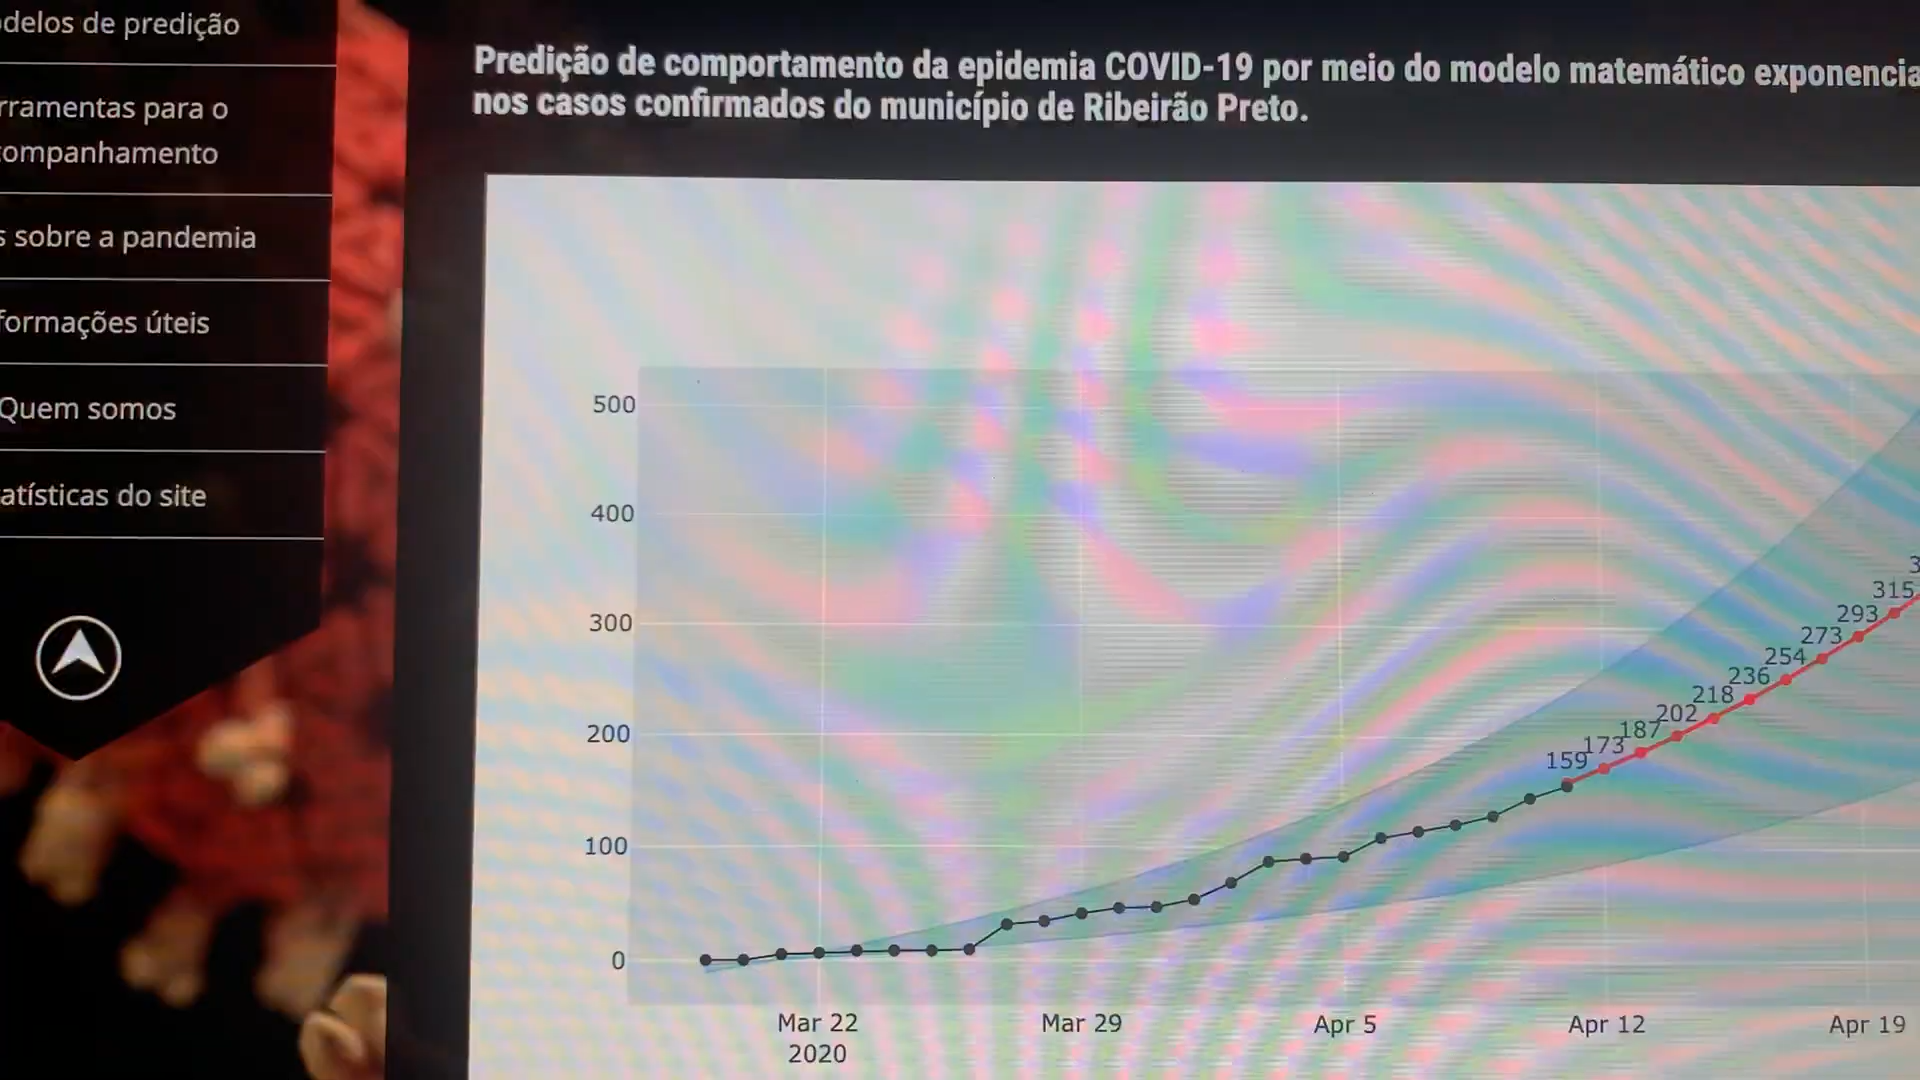 delos de predição
rramentas para o
companhamento
s sobre a pandemia
formações úteis
Quem somos
atísticas do site
Predição de comportamento da epidemia COVID-19 por meio do modelo matemático exponencia
nos casos confirmados do município de Ribeirão Preto.
500
400
300
200
100
0
159
173
187
202
218
236
254
273
293
315
3
Mar 22
2020
Mar 29
Apr 5
Apr 12
Apr 19